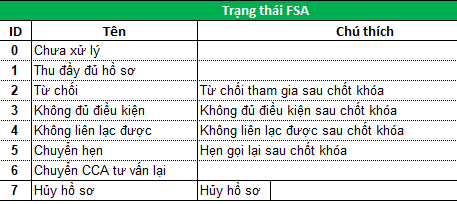 Trạng thái FSA
ID Tên Chú thích
0 Chưa xử lý
1 Thu đầy đủ hồ sơ
2 Từ chối Từ chối tham gia sau chốt khóa
3 Không đủ điều kiện Không đủ điều kiện sau chốt khóa
4 Không liên lạc được Không liên lạc được sau chốt khóa
5 Chuyển hẹn Hẹn gọi lại sau chốt khóa
6 Chuyển CCA tư vấn lại
7 Hủy hồ sơ Hủy hồ sơ